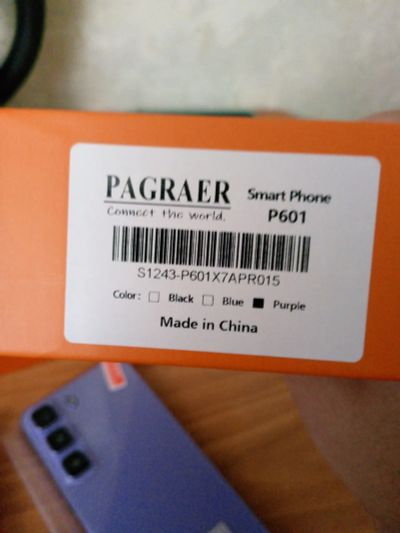 PAGRAER
Connect the world.
Smart Phone
P601
S1243-P601X7APR015
Color: □ Black □ Blue ■ Purple
Made in China